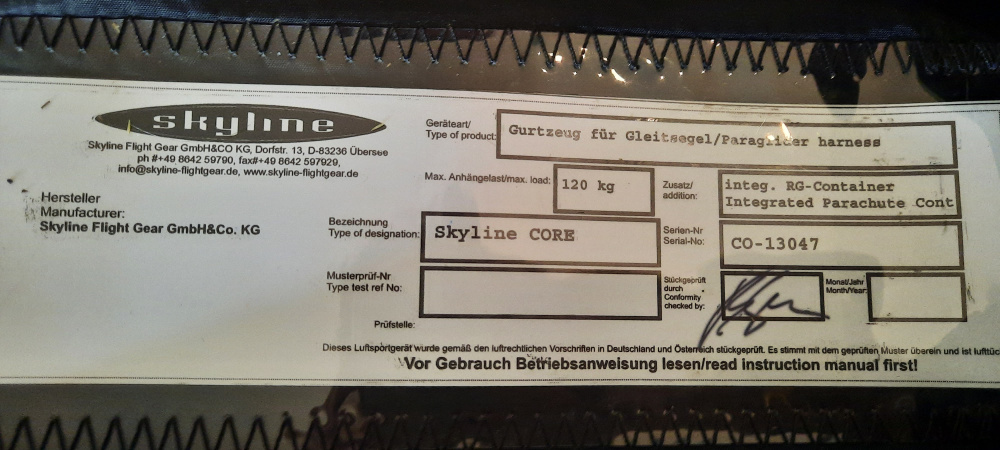 skyline
Skyline Flight Gear GmbH&CO KG, Dorfstr. 13, D-83236 Übersee
ph #+49 8642 59790, fax#+49 8642 597929,
info@skyline-flightgear.de, www.skyline-flightgear.de
Hersteller
Manufacturer:
Skyline Flight Gear GmbH&Co. KG
Geräteart/
Type of product:
Gurtzeug für Gleitsegel/Paraglider harness
Max. Anhängelast/max. load:
120 kg
Zusatz/
addition:
integ. RG-Container
Integrated Parachute Cont
Bezeichnung
Type of designation:
Skyline CORE
Serien-Nr
Serial-No:
CO-13047
Musterprüf-Nr
Type test ref No:
Stückgeprüft
durch
Conformity
checked by:
Monat/Jahr
Month/Year:
Prüfstelle:
Dieses Luftsportgerät wurde gemäß den luftrechtlichen Vorschriften in Deutschland und Österreich stückgeprüft. Es stimmt mit dem geprüften Muster überein und ist
Vor Gebrauch Betriebsanweisung lesen/read instruction manual first!